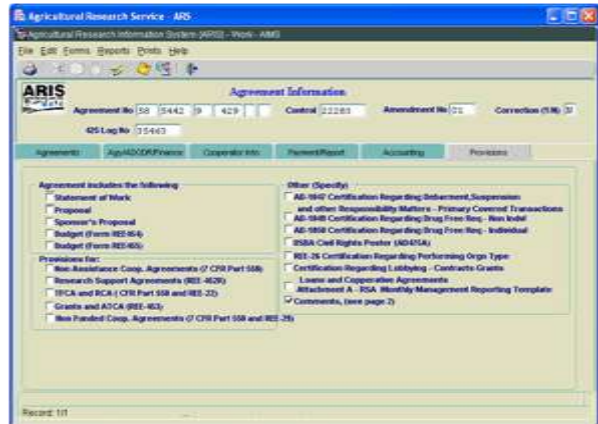 Agricultural Research Service - ARS
Agricultural Research Information System (ARIS) - Work - AIMS
File Edit Forms Reports Prints Help
ARIS
Agreement Information
Agreement No 58 5442 9 429 Control 22283 Amendment No 01 Correction (Y/N) N
425 Log No 35463
Agreements Agy/ADODR/Finance Cooperator Info Payment/Report Accounting Provisions
Agreement includes the following
Statement of Work
Proposal
Sponsor's Proposal
Budget (Form REE-454)
Budget (Form REE-455)
Provisions for:
Non-Assistance Coop. Agreements (7 CFR Part 550)
Research Support Agreements (REE-452R)
TFCA and RCA ( CFR Part 550 and REE-22)
Grants and ATCA (REE-463)
Non Funded Coop. Agreements (7 CFR Part 550 and REE-25)
Other (Specify)
AD-1047 Certification Regarding Debarment,Suspension
and other Responsibility Matters - Primary Covered Transactions
AD-1049 Certification Regarding Drug Free Req - Non Indvl
AD-1050 Certification Regarding Drug Free Req - Individual
USDA Civil Rights Poster (AD475A)
REE-26 Certification Regarding Performing Orgn Type
Certification Regarding Lobbying - Contracts Grants
Loans and Cooperative Agreements
Attachment A - RSA (Monthly Management Reporting Template
Comments, (see page 2)
Record: 1/1